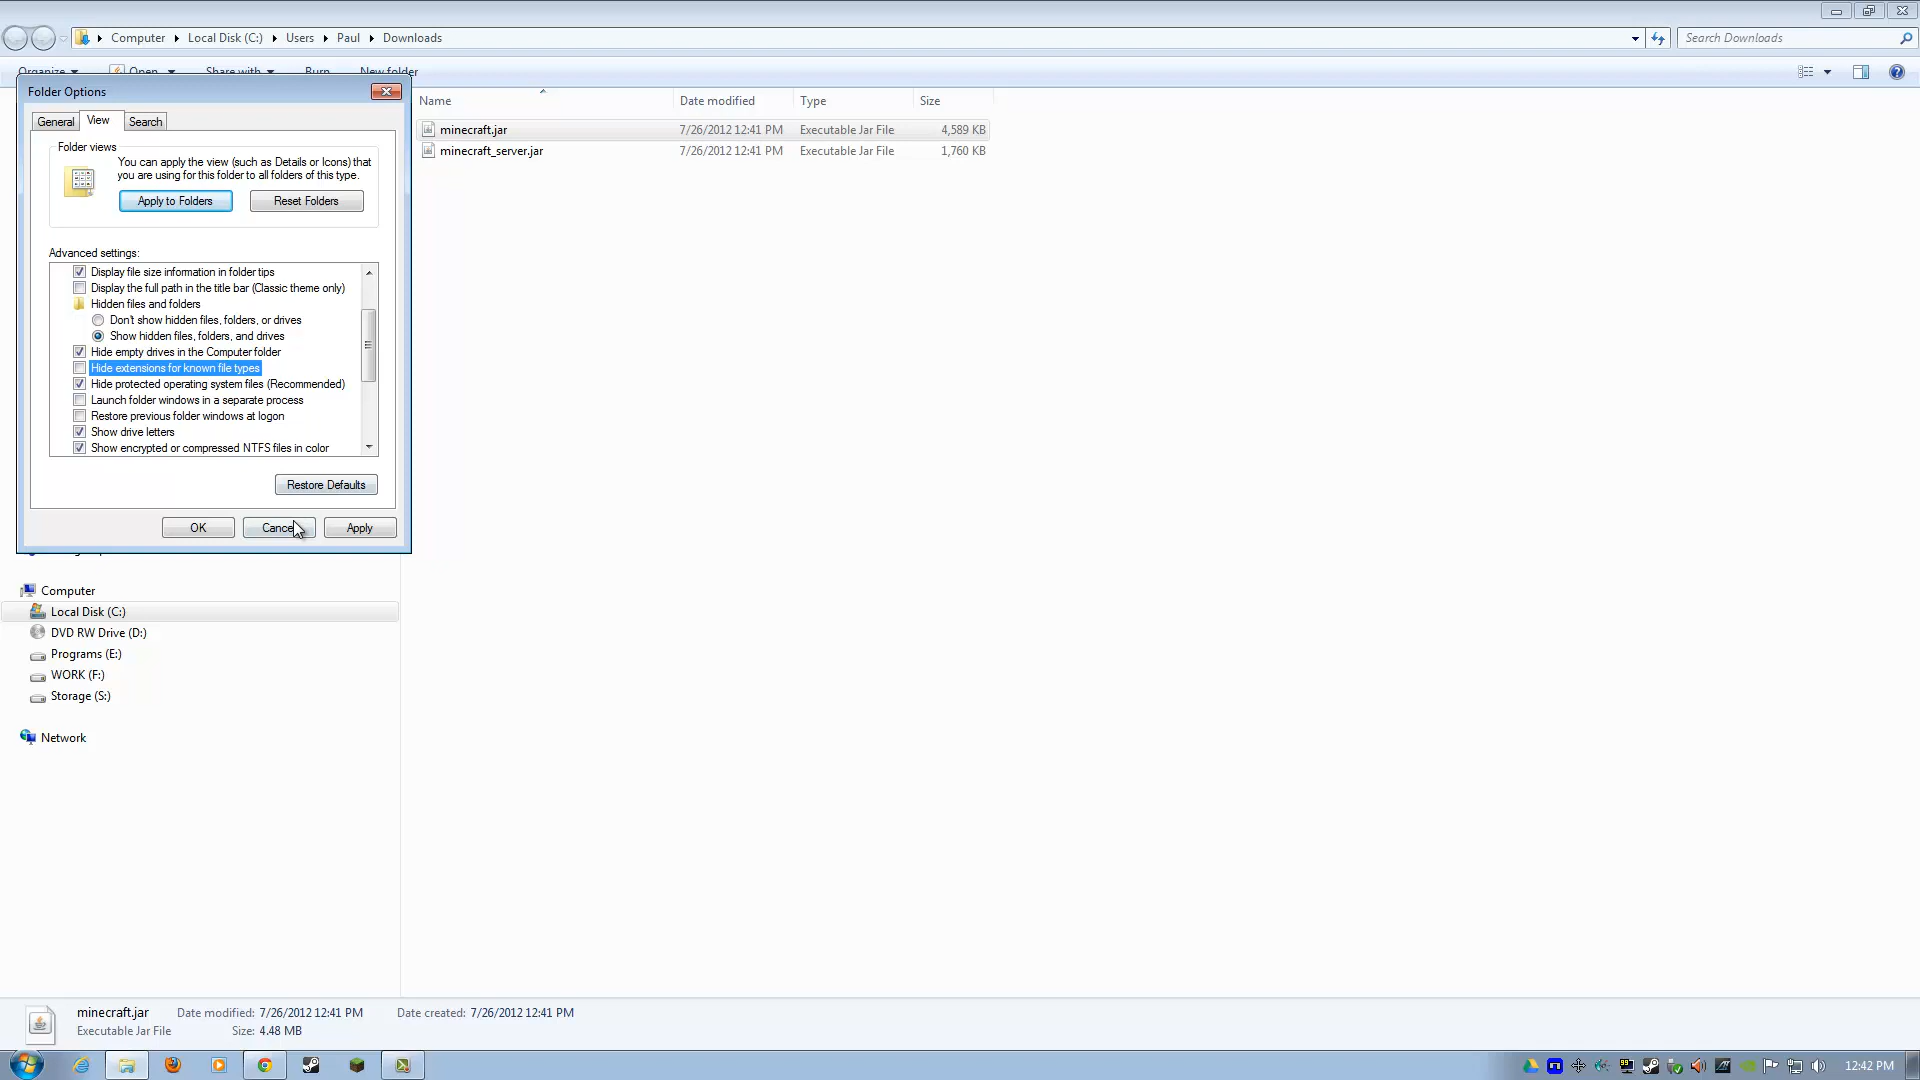 Computer Local Disk (C:) Users Paul Downloads
Search Downloads
Organize Open Share with Burn New folder
Folder Options
General View Search
Folder views
You can apply the view (such as Details or Icons) that
you are using for this folder to all folders of this type.
Apply to Folders Reset Folders
Advanced settings:
Display file size information in folder tips
Display the full path in the title bar (Classic theme only)
Hidden files and folders
Don't show hidden files, folders, or drives
Show hidden files, folders, and drives
Hide empty drives in the Computer folder
Hide extensions for known file types
Hide protected operating system files (Recommended)
Launch folder windows in a separate process
Restore previous folder windows at logon
Show drive letters
Show encrypted or compressed NTFS files in color
Restore Defaults
OK Cancel Apply
Name Date modified Type Size
minecraft.jar 7/26/2012 12:41 PM Executable Jar File 4,589 KB
minecraft_server.jar 7/26/2012 12:41 PM Executable Jar File 1,760 KB
Computer
Local Disk (C:)
DVD RW Drive (D:)
Programs (E:)
WORK (F:)
Storage (S:)
Network
minecraft.jar Date modified: 7/26/2012 12:41 PM Date created: 7/26/2012 12:41 PM
Executable Jar File Size: 4.48 MB
12:42 PM